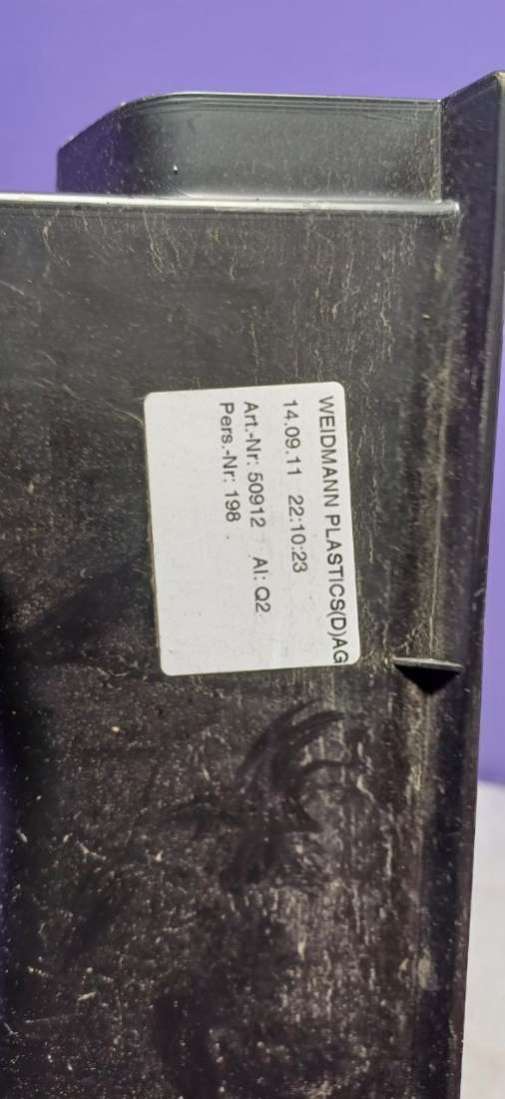 WEIDMANN PLASTICS(D)AG
14.09.11 22:10:23
Art.-Nr: 50912 AI: Q2
Pers.-Nr: 198